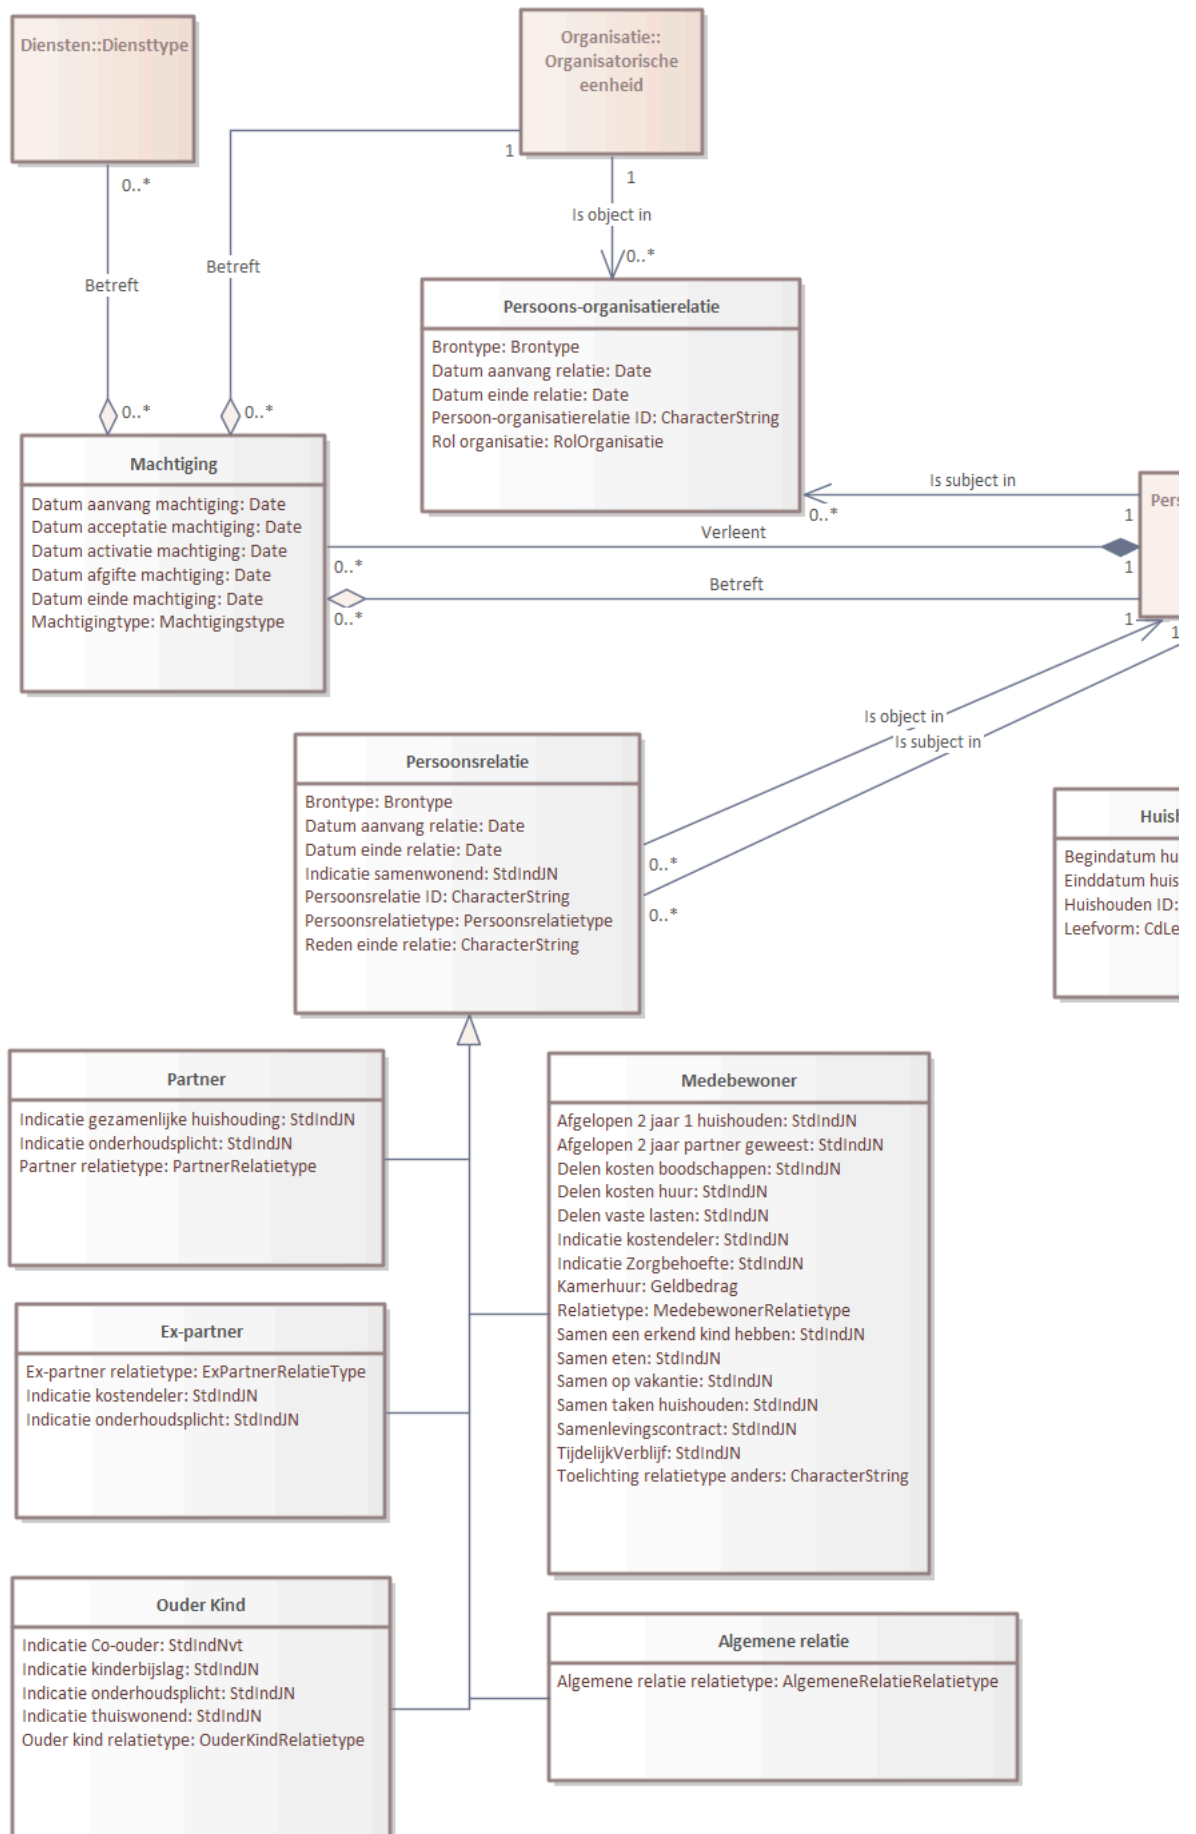 Diensten::Diensttype
Organisatie::
Organisatorische
eenheid
1
1
0..*
Is object in
0..*
Betreft
Betreft
0..*
0..*
Persoons-organisatierelatie
Brontype: Brontype
Datum aanvang relatie: Date
Datum einde relatie: Date
Persoon-organisatierelatie ID: CharacterString
Rol organisatie: RolOrganisatie
Machtiging
Datum aanvang machtiging: Date
Datum acceptatie machtiging: Date
Datum activatie machtiging: Date
Datum afgifte machtiging: Date
Datum einde machtiging: Date
Machtigingtype: Machtigingstype
Is subject in
0..*
1
Pers
Verleent
0..*
1
Betreft
0..*
1
1
Is object in
Is subject in
0..*
0..*
Persoonsrelatie
Brontype: Brontype
Datum aanvang relatie: Date
Datum einde relatie: Date
Indicatie samenwonend: StdIndJN
Persoonsrelatie ID: CharacterString
Persoonsrelatietype: Persoonsrelatietype
Reden einde relatie: CharacterString
Huish
Begindatum hu
Einddatum huis
Huishouden ID:
Leefvorm: CdLe
Partner
Indicatie gezamenlijke huishouding: StdIndJN
Indicatie onderhoudsplicht: StdIndJN
Partner relatietype: PartnerRelatietype
Medebewoner
Afgelopen 2 jaar 1 huishouden: StdIndJN
Afgelopen 2 jaar partner geweest: StdIndJN
Delen kosten boodschappen: StdIndJN
Delen kosten huur: StdIndJN
Delen vaste lasten: StdIndJN
Indicatie kostendeler: StdIndJN
Indicatie Zorgbehoefte: StdIndJN
Kamerhuur: Geldbedrag
Relatietype: MedebewonerRelatietype
Samen een erkend kind hebben: StdIndJN
Samen eten: StdIndJN
Samen op vakantie: StdIndJN
Samen taken huishouden: StdIndJN
Samenlevingscontract: StdIndJN
TijdelijkVerblijf: StdIndJN
Toelichting relatietype anders: CharacterString
Ex-partner
Ex-partner relatietype: ExPartnerRelatieType
Indicatie kostendeler: StdIndJN
Indicatie onderhoudsplicht: StdIndJN
Ouder Kind
Indicatie Co-ouder: StdIndNvt
Indicatie kinderbijslag: StdIndJN
Indicatie onderhoudsplicht: StdIndJN
Indicatie thuiswonend: StdIndJN
Ouder kind relatietype: OuderKindRelatietype
Algemene relatie
Algemene relatie relatietype: AlgemeneRelatieRelatietype